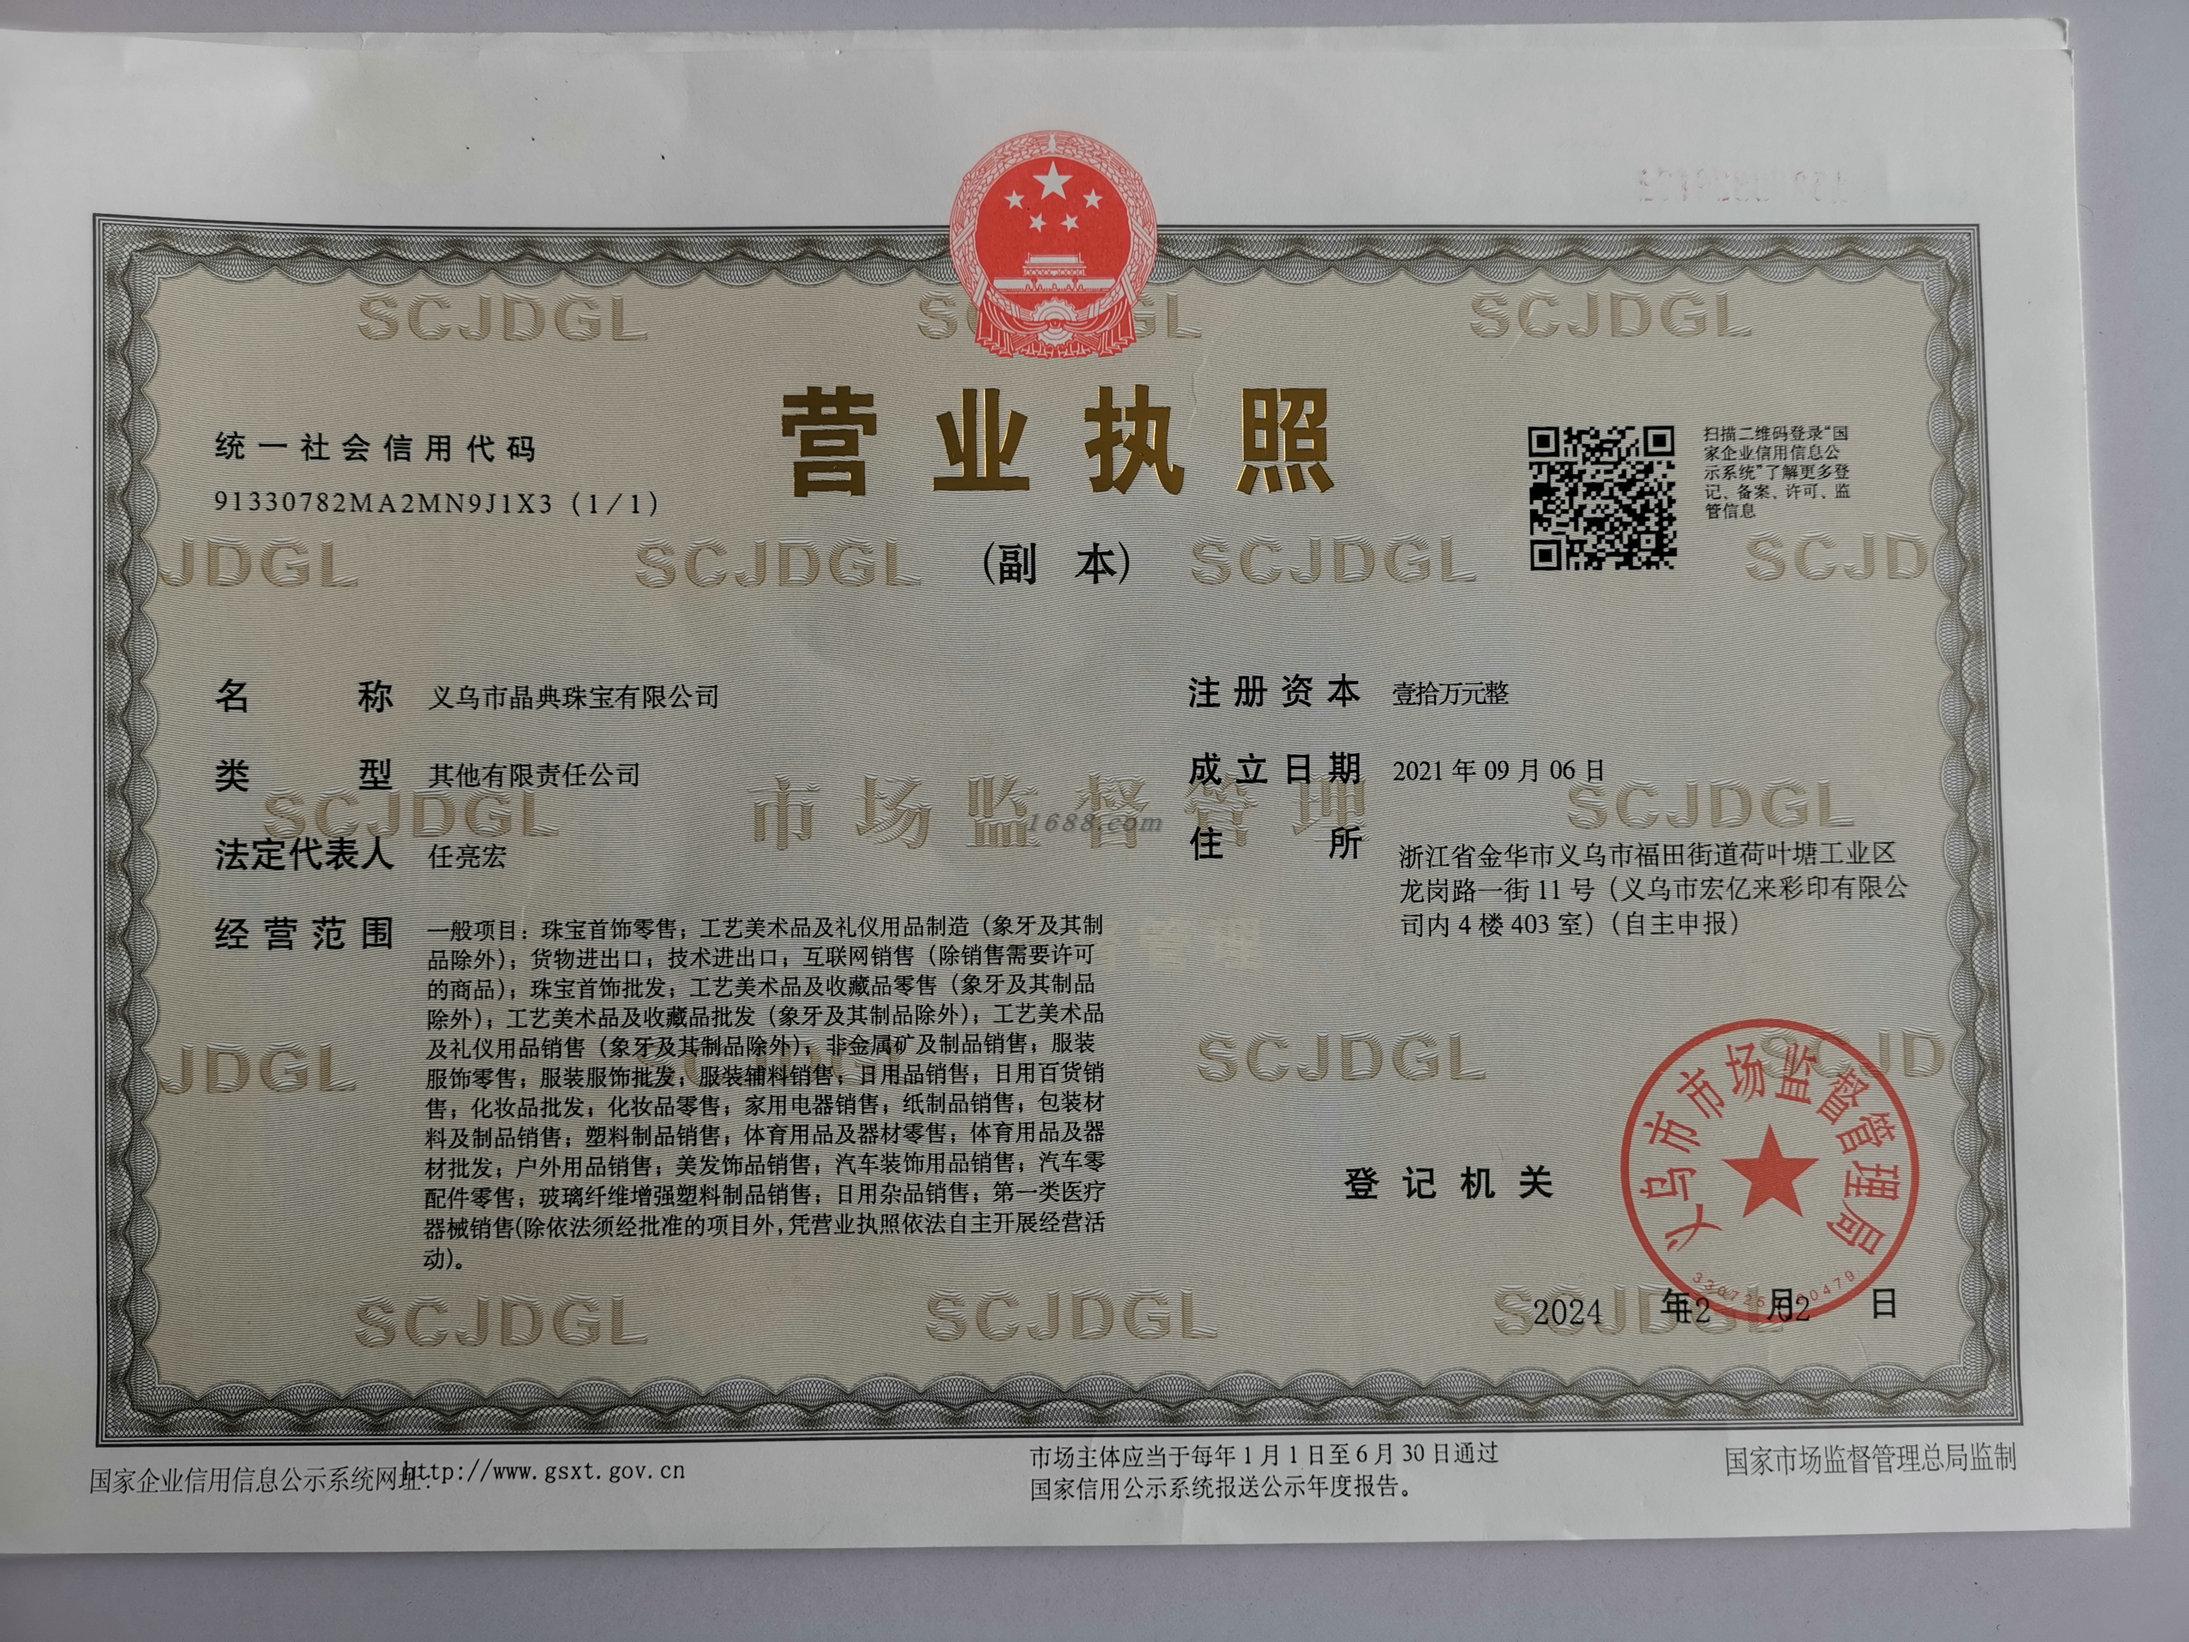 营业执照
(副 本)
统一社会信用代码
91330782MA2MN9J1X3 (1/1)
扫描二维码登录“国
家企业信用信息公
示系统”了解更多登
记、备案、许可、监
管信息
名 称 义乌市晶典珠宝有限公司
类 型 其他有限责任公司
法定代表人 任亮宏
经营范围 一般项目：珠宝首饰零售；工艺美术品及礼仪用品制造（象牙及其制
品除外）；货物进出口；技术进出口；互联网销售（除销售需要许可
的商品）；珠宝首饰批发；工艺美术品及收藏品零售（象牙及其制品
除外）；工艺美术品及收藏品批发（象牙及其制品除外）；工艺美术品
及礼仪用品销售（象牙及其制品除外）；非金属矿及制品销售；服装
服饰零售；服装服饰批发；服装辅料销售；日用品销售；日用百货销
售；化妆品批发；化妆品零售；家用电器销售；纸制品销售；包装材
料及制品销售；塑料制品销售；体育用品及器材零售；体育用品及器
材批发；户外用品销售；美发饰品销售；汽车装饰用品销售；汽车零
配件零售；玻璃纤维增强塑料制品销售；日用杂品销售；第一类医疗
器械销售(除依法须经批准的项目外,凭营业执照依法自主开展经营活
动)。
注册资本 壹拾万元整
成立日期 2021 年 09 月 06 日
住 所 浙江省金华市义乌市福田街道荷叶塘工业区
龙岗路一街 11 号（义乌市宏亿来彩印有限公
司内 4 楼 403 室）（自主申报）
SCJDGL
市场监督管理
1688.com
登记机关
义乌市市场监督管理局
2024 年12 月02 日
国家企业信用信息公示系统网址: http://www.gsxt.gov.cn
市场主体应当于每年 1 月 1 日至 6 月 30 日通过
国家信用公示系统报送公示年度报告。
国家市场监督管理总局监制